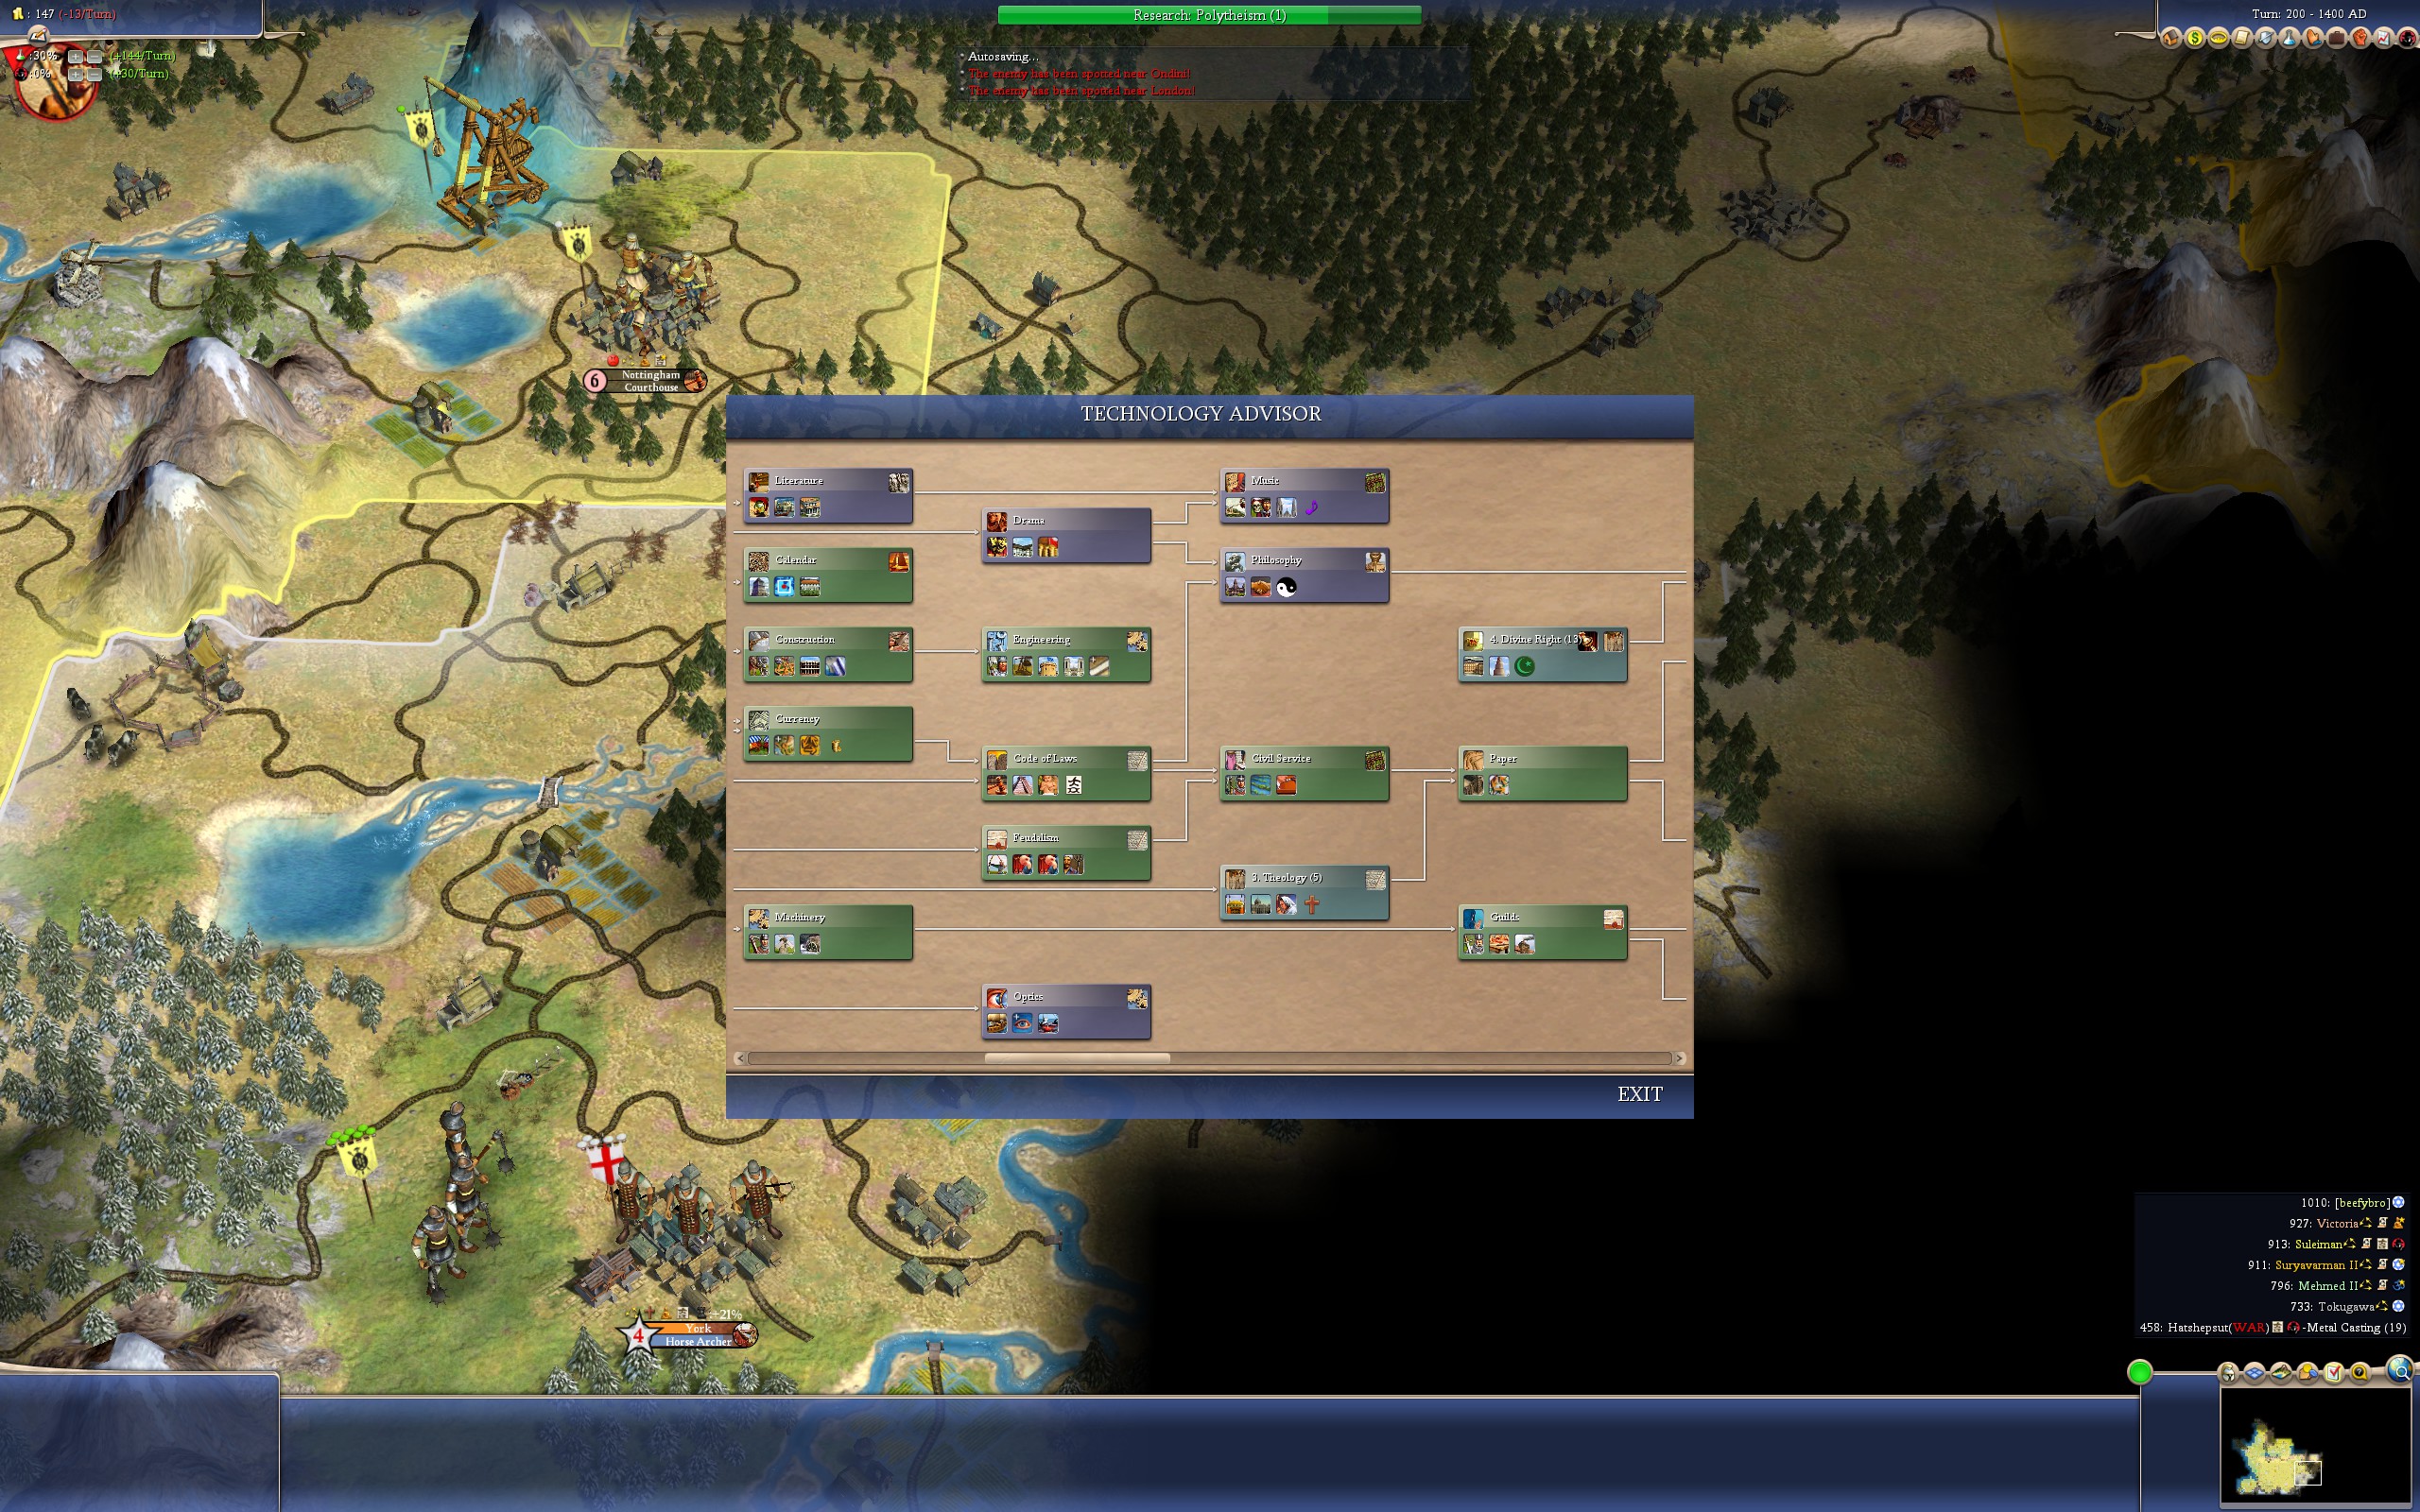 : 147 (-13/Turn)
Research: Polytheism (1)
Turn: 200 - 1400 AD
:30% (+144/Turn)
:0% (+30/Turn)
Autosaving...
The enemy has been spotted near Ondini!
The enemy has been spotted near London!
6 Nottingham
Courthouse
TECHNOLOGY ADVISOR
Literature
Music
Drama
Calendar
Philosophy
Construction
Engineering
4. Divine Right (13)
Currency
Code of Laws
Civil Service
Paper
Feudalism
3. Theology (5)
Machinery
Guilds
Optics
EXIT
+21%
4 York
Horse Archer
1010: [beefybro]
927: Victoria
913: Suleiman
911: Suryavarman II
796: Mehmed II
733: Tokugawa
458: Hatshepsut(WAR) -Metal Casting (19)